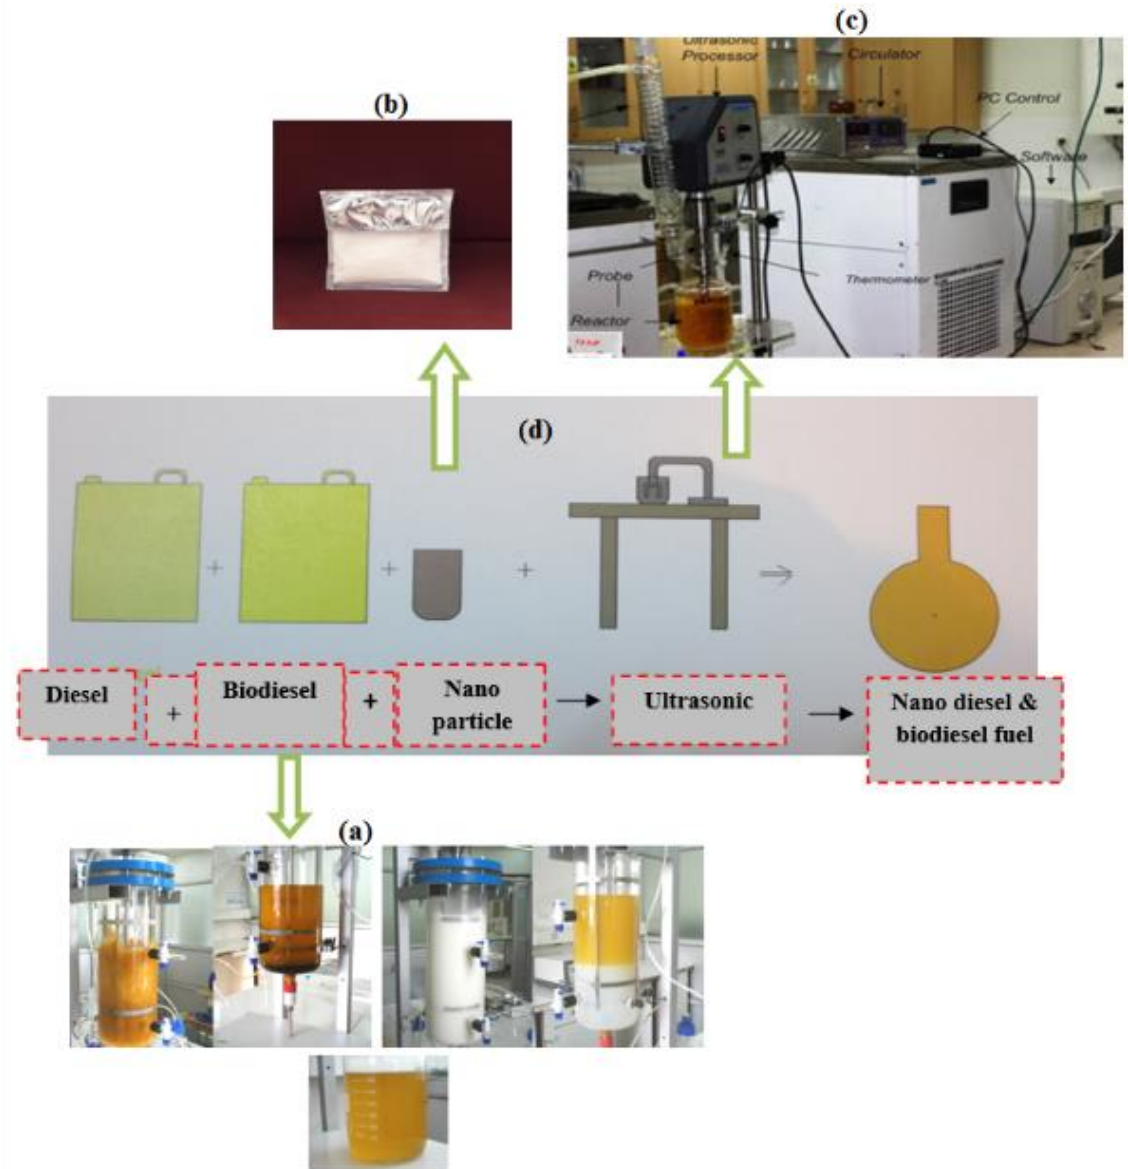 (c)
Ultrasonic
Processor
Circulator
PC Control
Software
(b)
Probe
Thermometer
Reactor
(d)
+
+
+
Diesel
+
Biodiesel
+
Nano
particle
Ultrasonic
Nano diesel &
biodiesel fuel
(a)